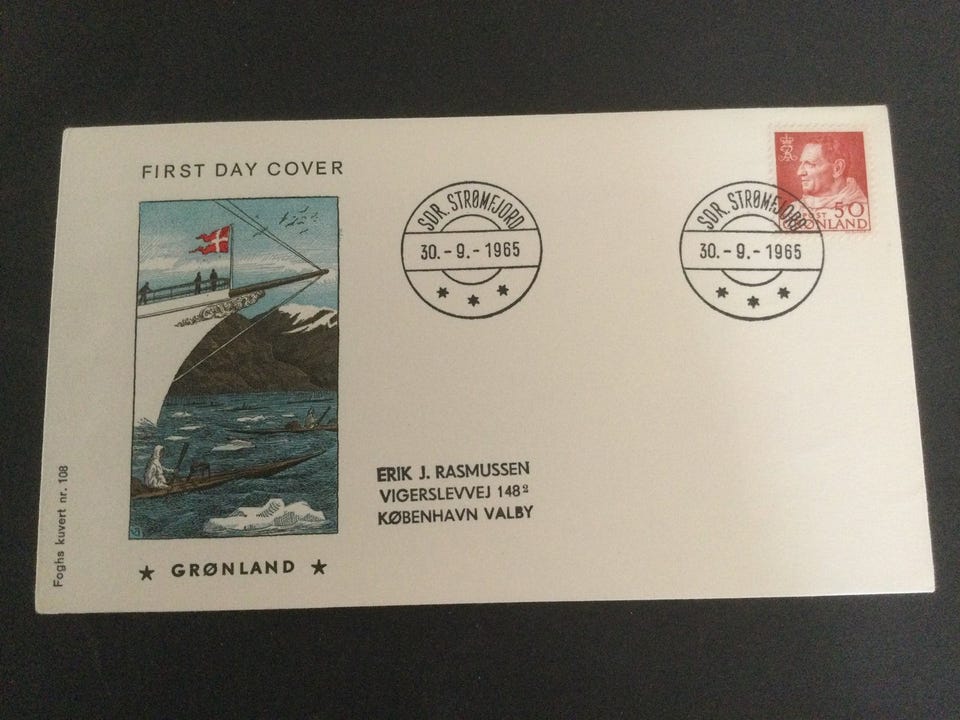 FIRST DAY COVER
SDR. STRØMFJORD
30. - 9. - 1965
SDR. STRØMFJORD
30. - 9. - 1965
POST 50
GRØNLAND
ERIK J. RASMUSSEN
VIGERSLEVVEJ 148²
KØBENHAVN VALBY
★ GRØNLAND ★
Foghs kuvert nr. 108